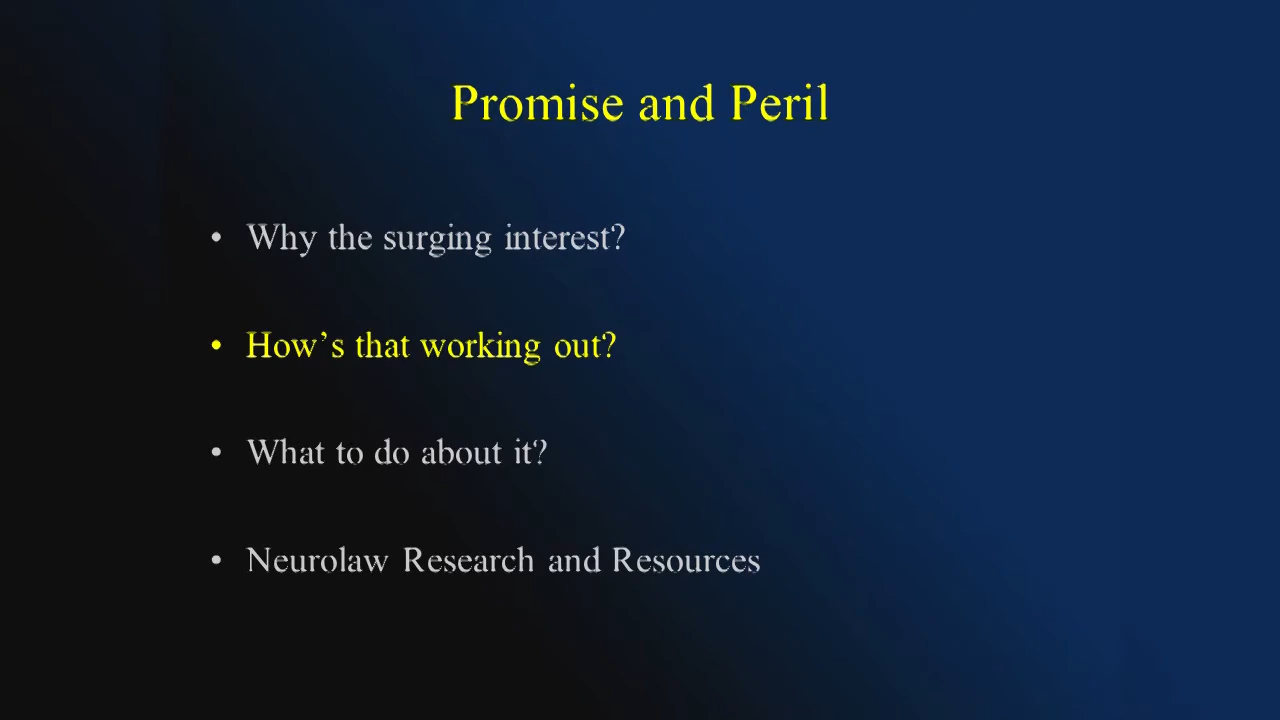 Promise and Peril
• Why the surging interest?
• How’s that working out?
• What to do about it?
• Neurolaw Research and Resources